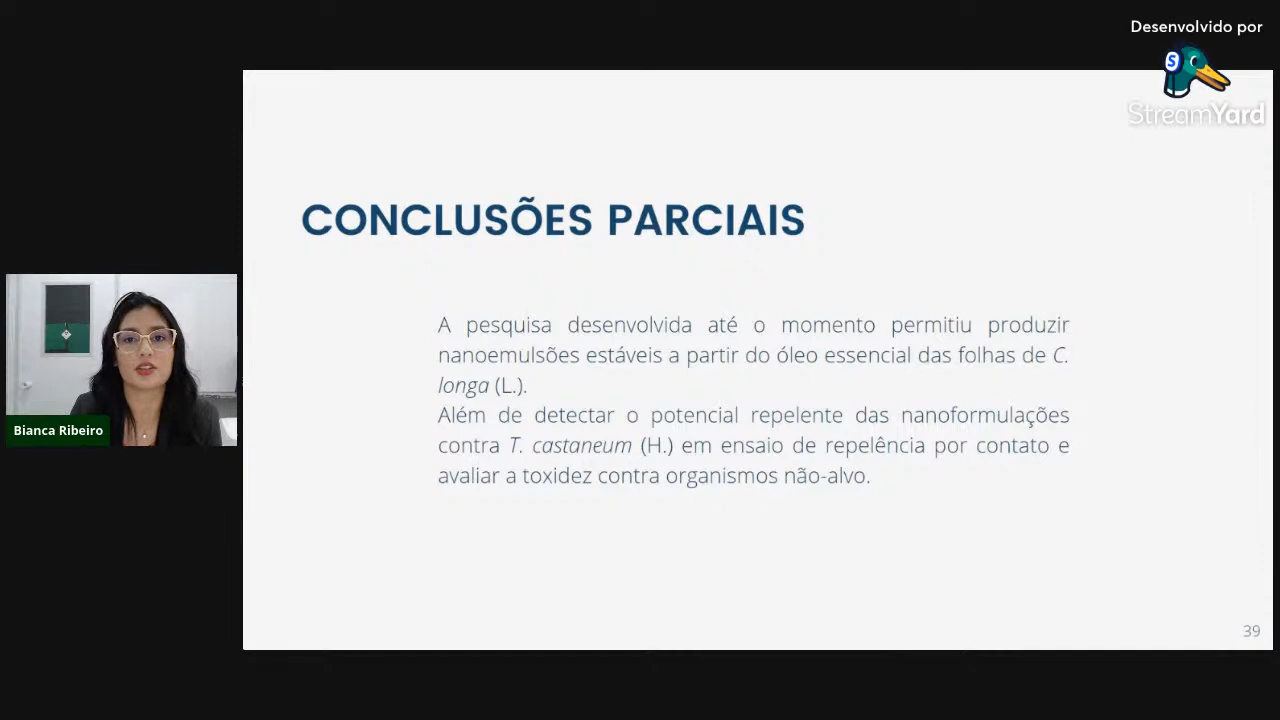 Desenvolvido por
StreamYard
CONCLUSÕES PARCIAIS
A pesquisa desenvolvida até o momento permitiu produzir
nanoemulsões estáveis a partir do óleo essencial das folhas de C.
longa (L.).
Além de detectar o potencial repelente das nanoformulações
contra T. castaneum (H.) em ensaio de repelência por contato e
avaliar a toxidez contra organismos não-alvo.
Bianca Ribeiro
39